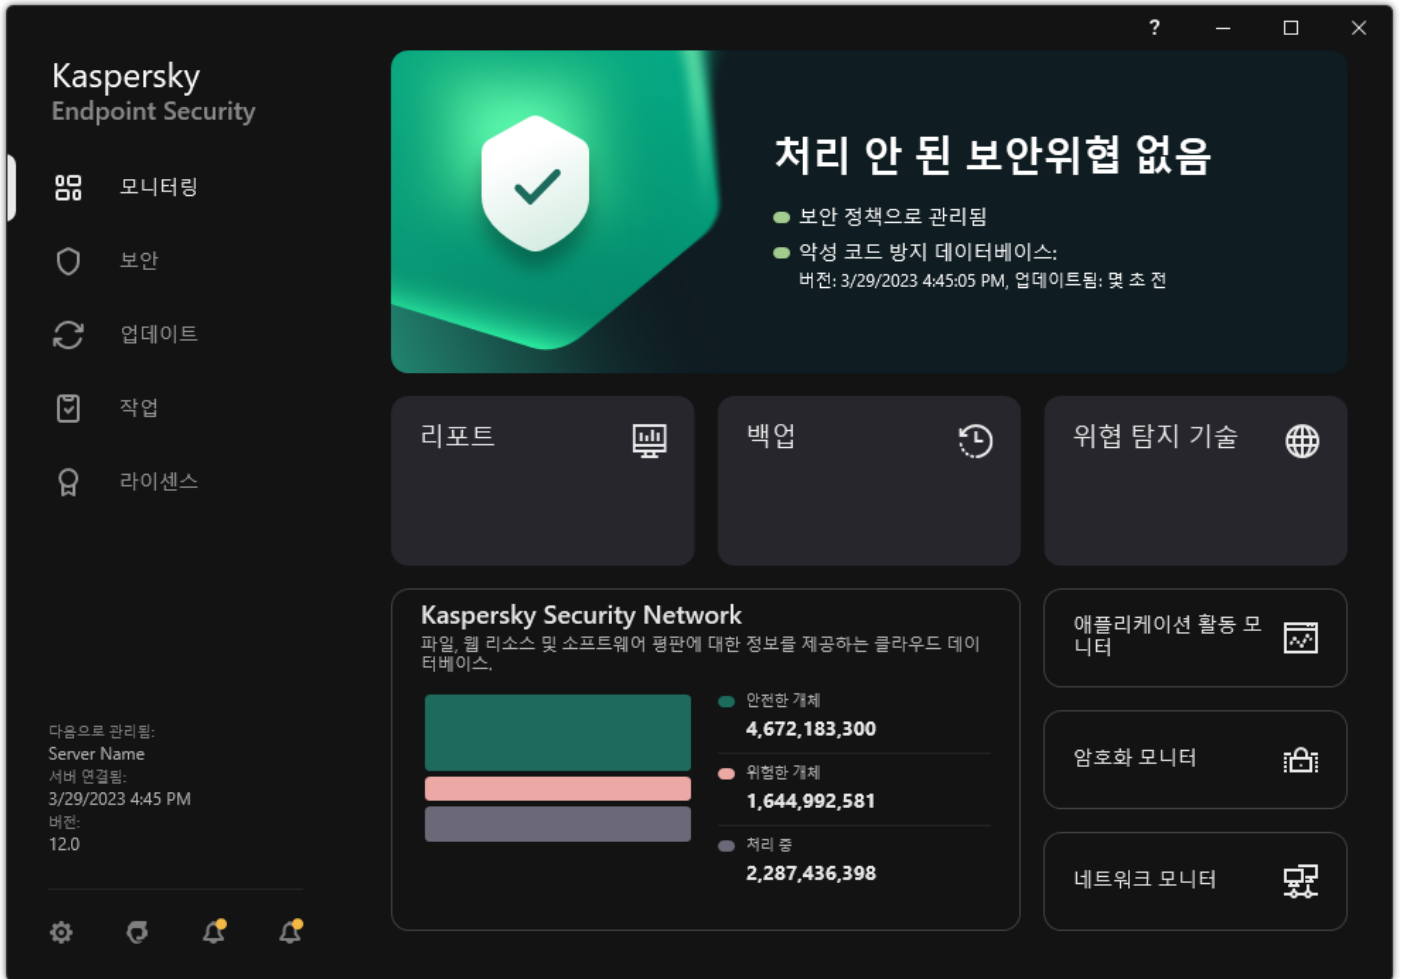 ?
Kaspersky
Endpoint Security
모니터링
보안
업데이트
작업
라이센스
다음으로 관리됨:
Server Name
서버 연결됨:
3/29/2023 4:45 PM
버전:
12.0
처리 안 된 보안위협 없음
보안 정책으로 관리됨
악성 코드 방지 데이터베이스:
버전: 3/29/2023 4:45:05 PM, 업데이트됨: 몇 초 전
리포트
백업
위협 탐지 기술
Kaspersky Security Network
파일, 웹 리소스 및 소프트웨어 평판에 대한 정보를 제공하는 클라우드 데이
터베이스.
안전한 개체
4,672,183,300
위험한 개체
1,644,992,581
처리 중
2,287,436,398
애플리케이션 활동 모
니터
암호화 모니터
네트워크 모니터